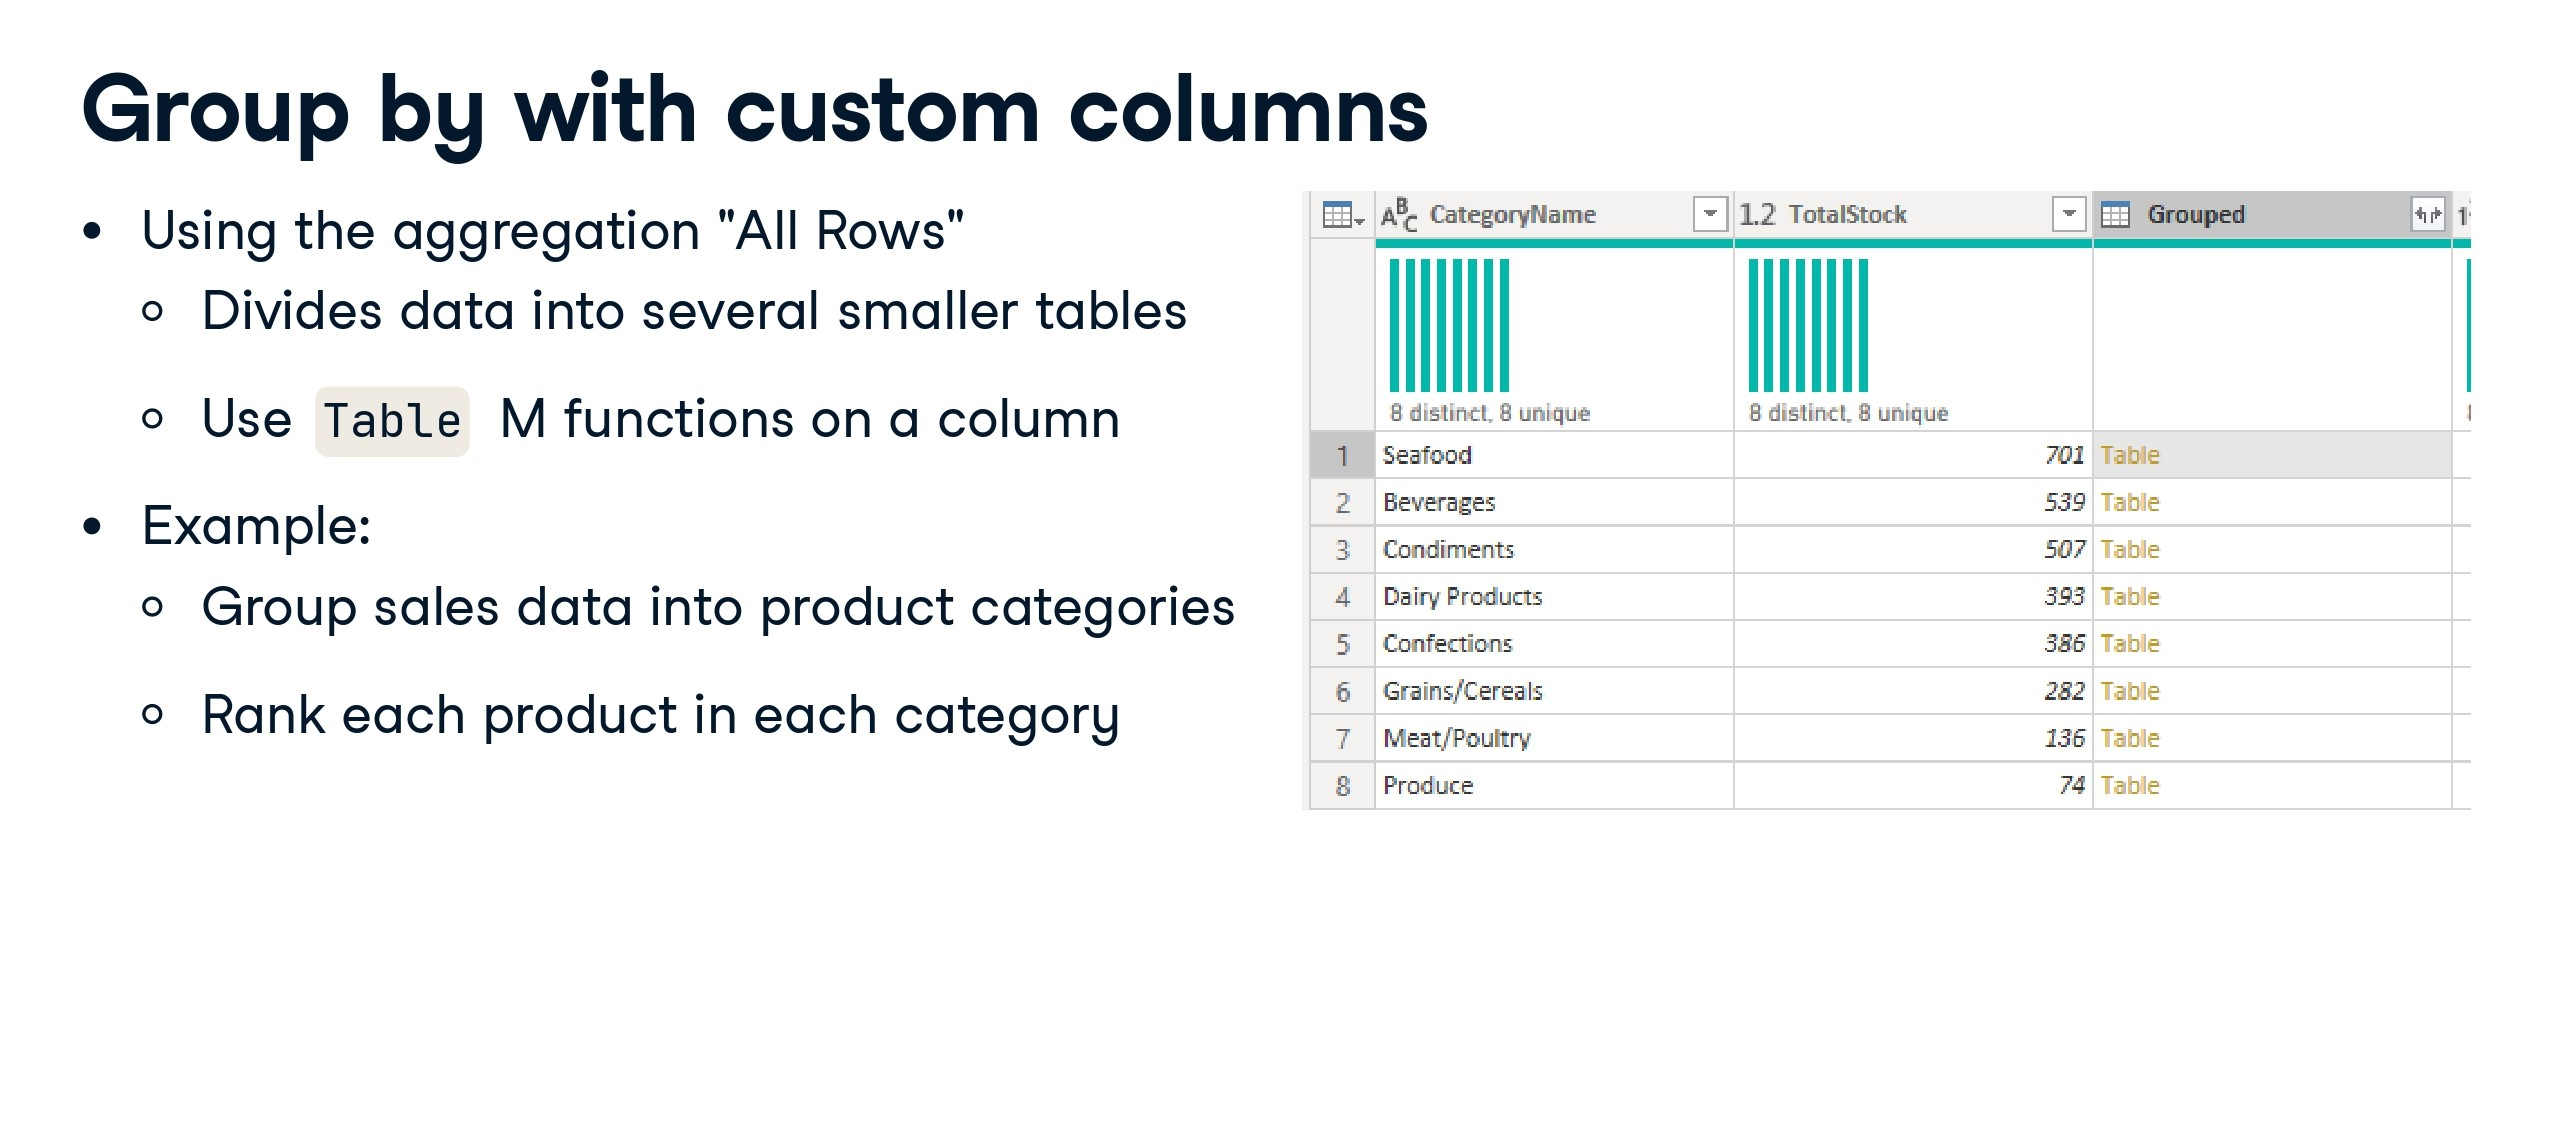 Group by with custom columns
• Using the aggregation "All Rows"
○ Divides data into several smaller tables
○ Use Table M functions on a column
• Example:
○ Group sales data into product categories
○ Rank each product in each category
ABC CategoryName 1.2 TotalStock Grouped
8 distinct, 8 unique 8 distinct, 8 unique
1 Seafood 701 Table
2 Beverages 539 Table
3 Condiments 507 Table
4 Dairy Products 393 Table
5 Confections 386 Table
6 Grains/Cereals 282 Table
7 Meat/Poultry 136 Table
8 Produce 74 Table